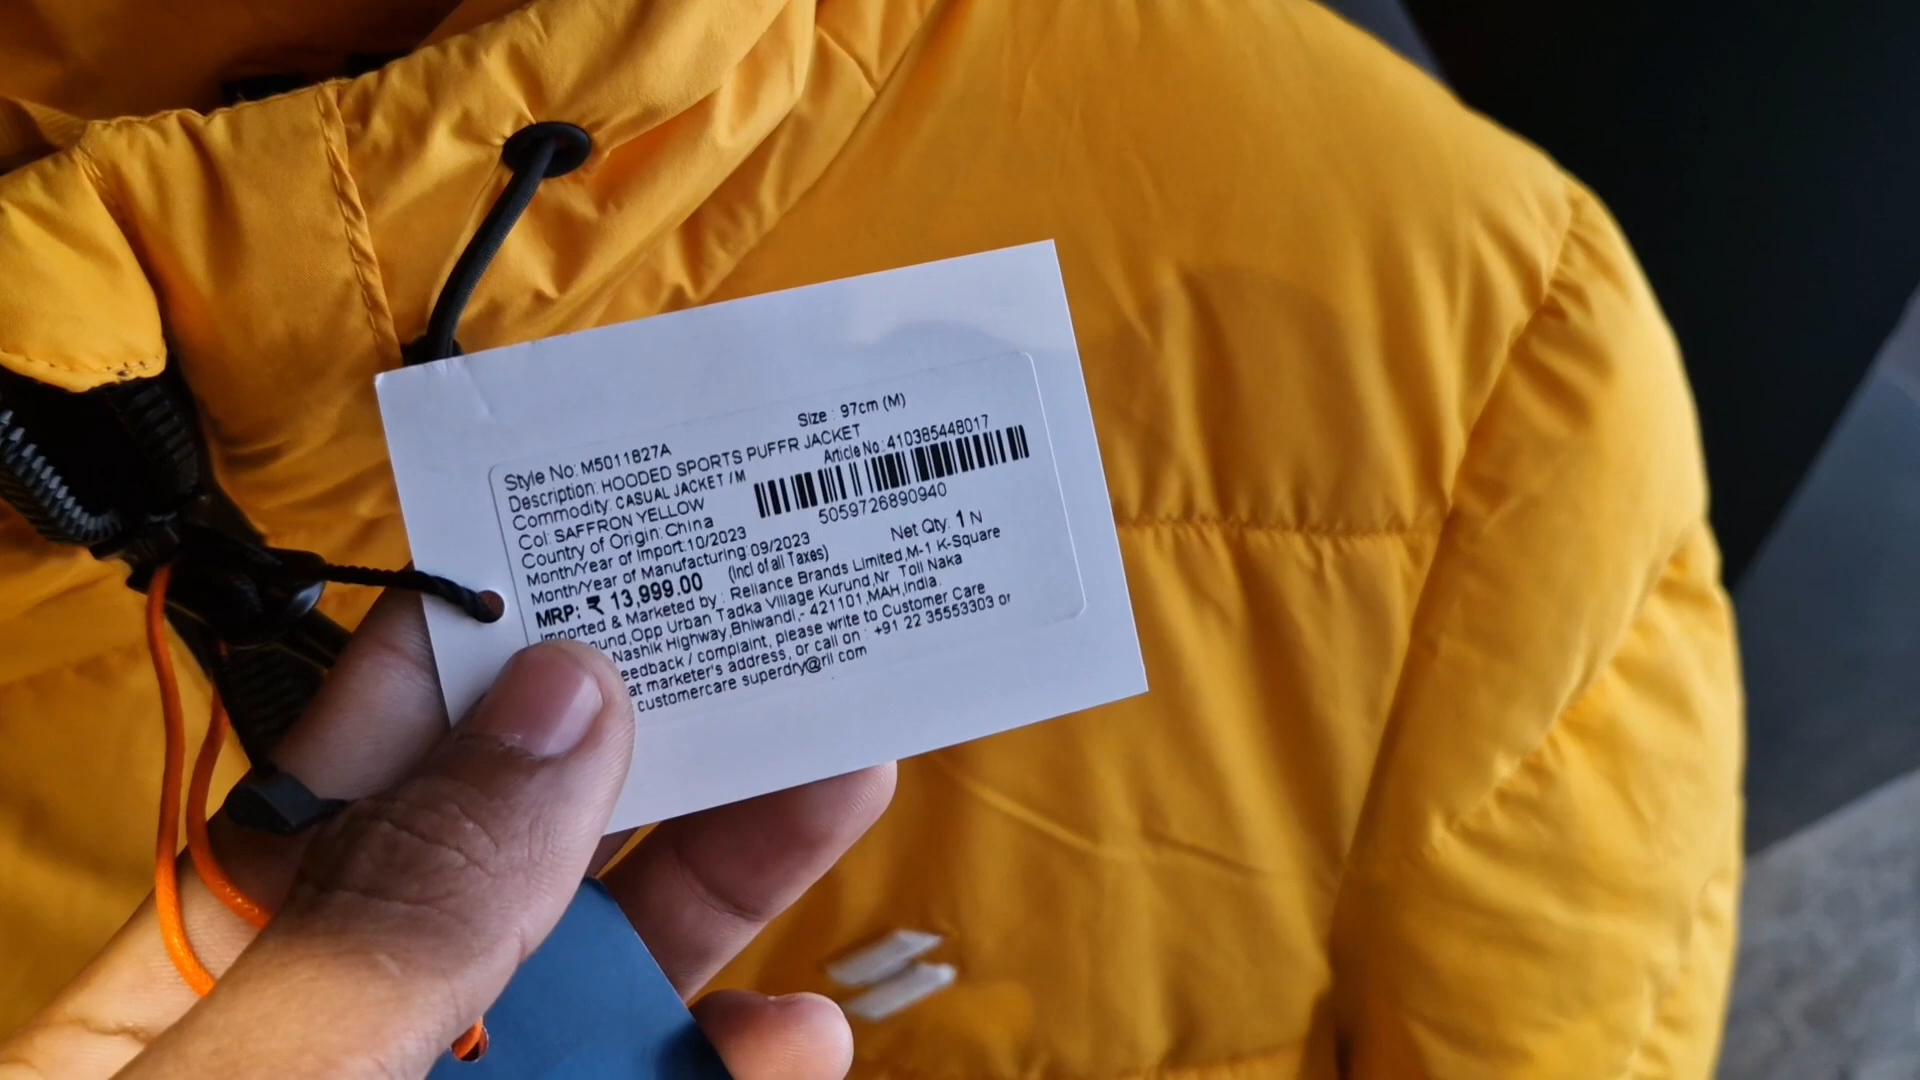 Size : 97cm (M)
Style No: M5011827A
Description: HOODED SPORTS PUFFR JACKET
Commodity: CASUAL JACKET / M
Article No.: 410385448017
Col: SAFFRON YELLOW
5059726890940
Country of Origin: China
Month/Year of Import:10/2023
Net Qty: 1 N
Month/Year of Manufacturing:09/2023
MRP: ₹ 13,999.00 (Incl of all Taxes)
Imported & Marketed by : Reliance Brands Limited,M-1 K-Square
ound,Opp Urban Tadka Village Kurund,Nr. Toll Naka
Nashik Highway,Bhiwandi,- 421101,MAH,India.
eedback / complaint, please write to Customer Care
at marketer's address, or call on : +91 22 35553303 or
customercare superdry@ril com